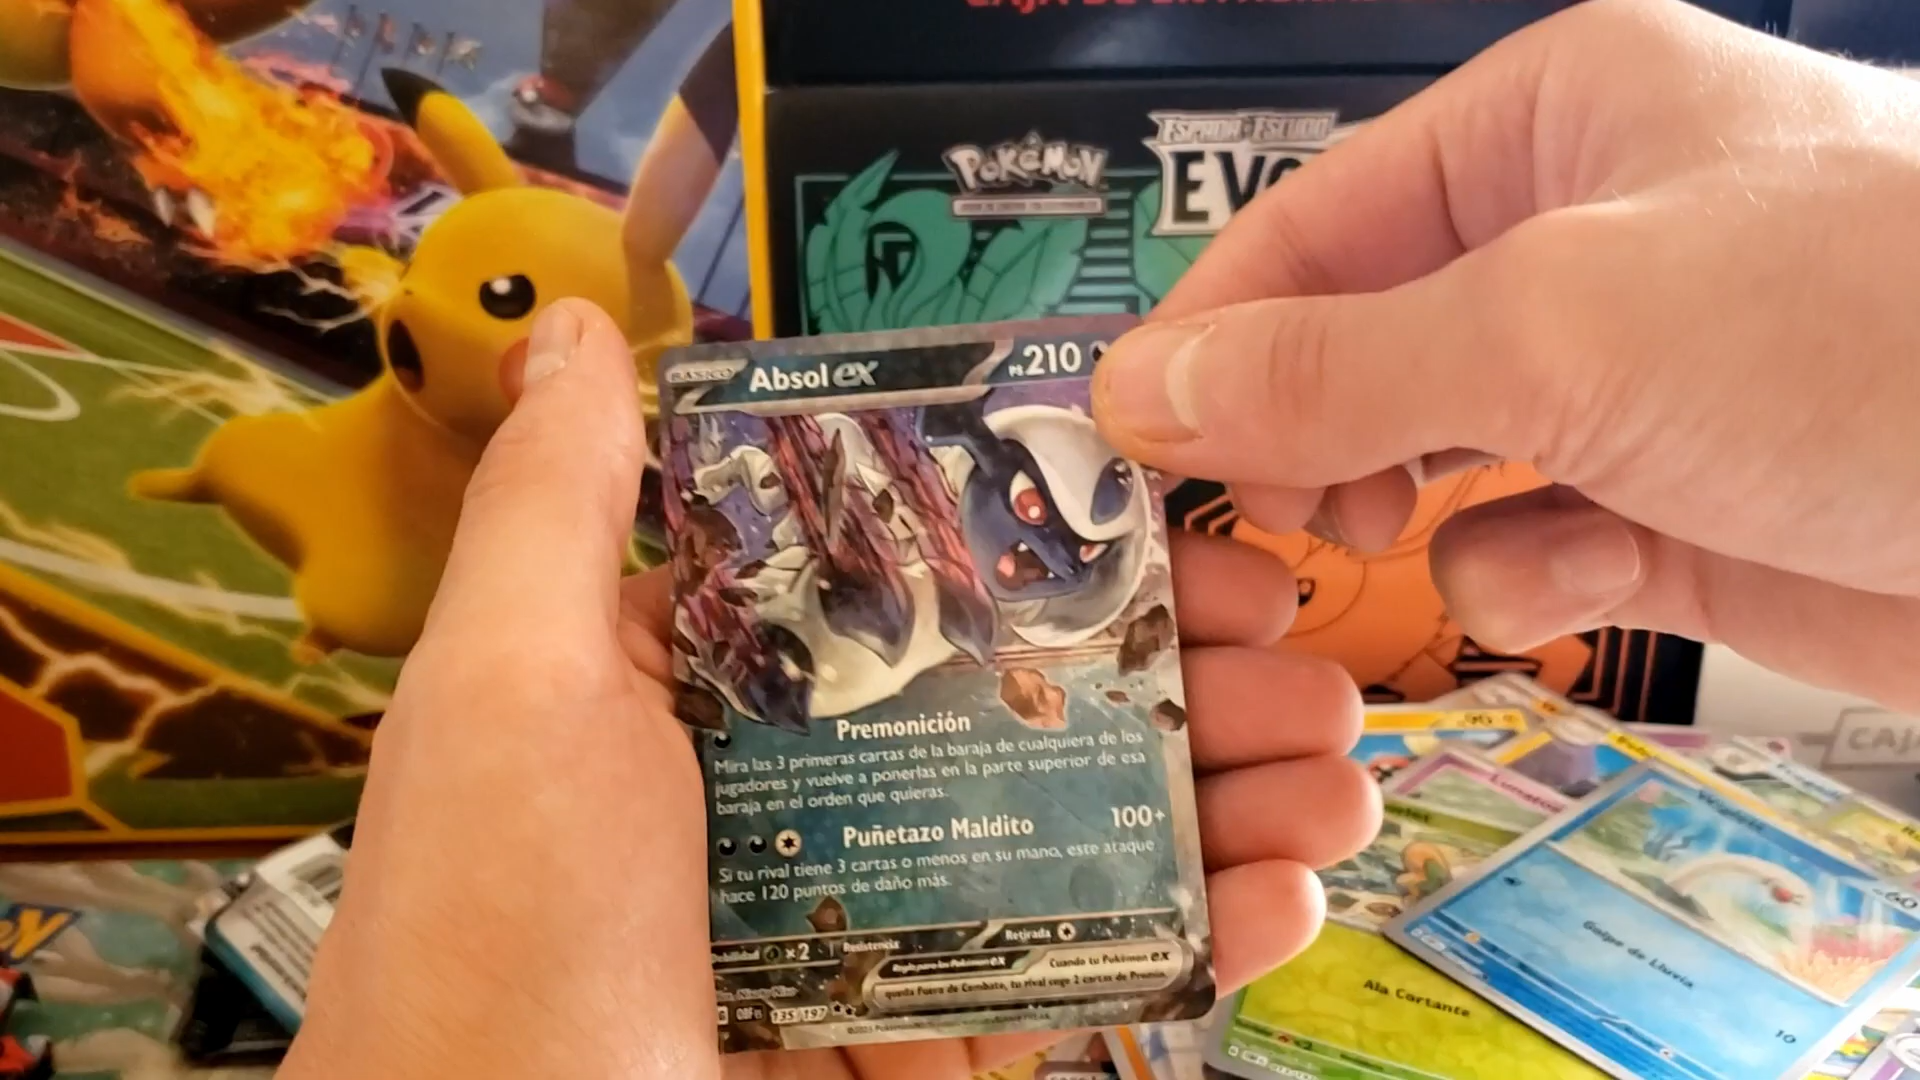 POKÉMON
ESPADA Y ESCUDO
BÁSICO
Absol ex
PS 210
Premonición
Mira las 3 primeras cartas de la baraja de cualquiera de los
jugadores y vuelve a ponerlas en la parte superior de esa
baraja en el orden que quieras.
Puñetazo Maldito 100+
Si tu rival tiene 3 cartas o menos en su mano, este ataque
hace 120 puntos de daño más.
×2 Resistencia Retirada
Regla para los Pokémon ex Cuando tu Pokémon ex
queda Fuera de Combate, tu rival coge 2 cartas de Premio.
135/197
Golpe de Lluvia
10
60
Ala Cortante